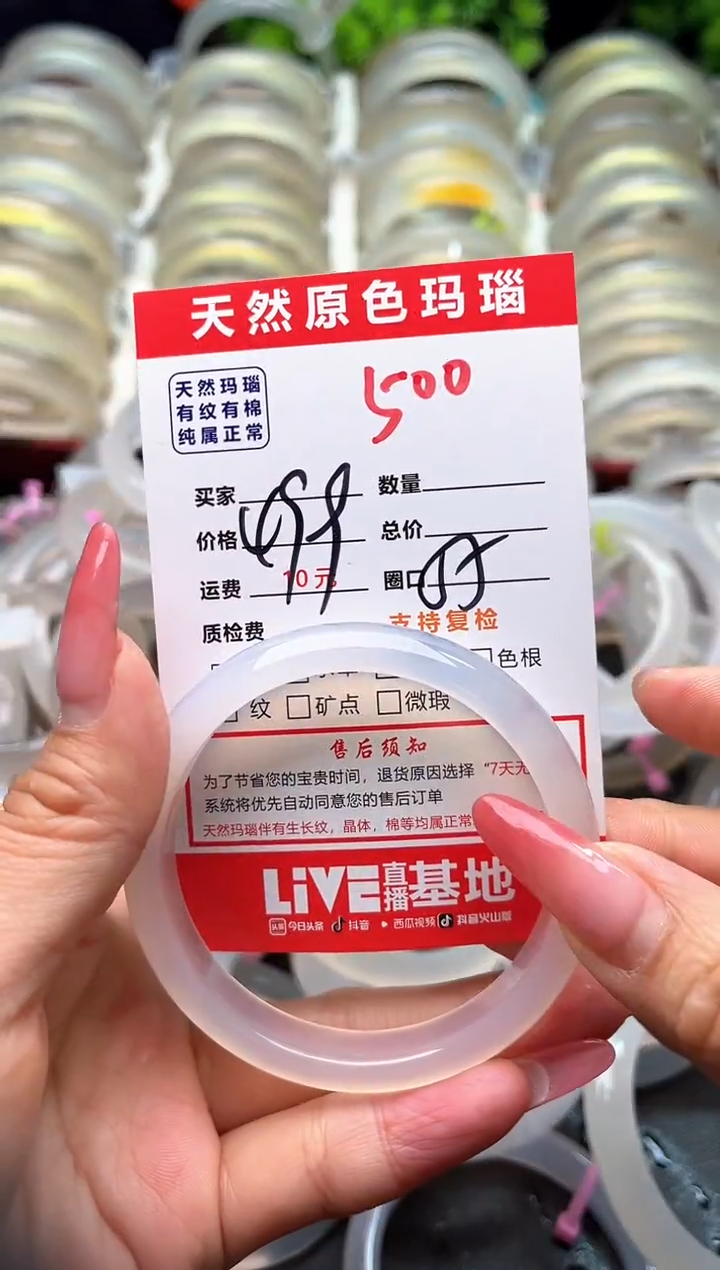 天然原色玛瑙
天然玛瑙
有纹有棉
纯属正常
500
买家 数量
价格 总价
运费 10元 圈口
质检费 支持复检
色根
纹 □矿点 □微瑕
售后须知
为了节省您的宝贵时间，退货原因选择 “7天无
系统将优先自动同意您的售后订单
天然玛瑙伴有生长纹，晶体，棉等均属正常
LiVE直播基地
头条 今日头条 抖音 西瓜视频 抖音火山版